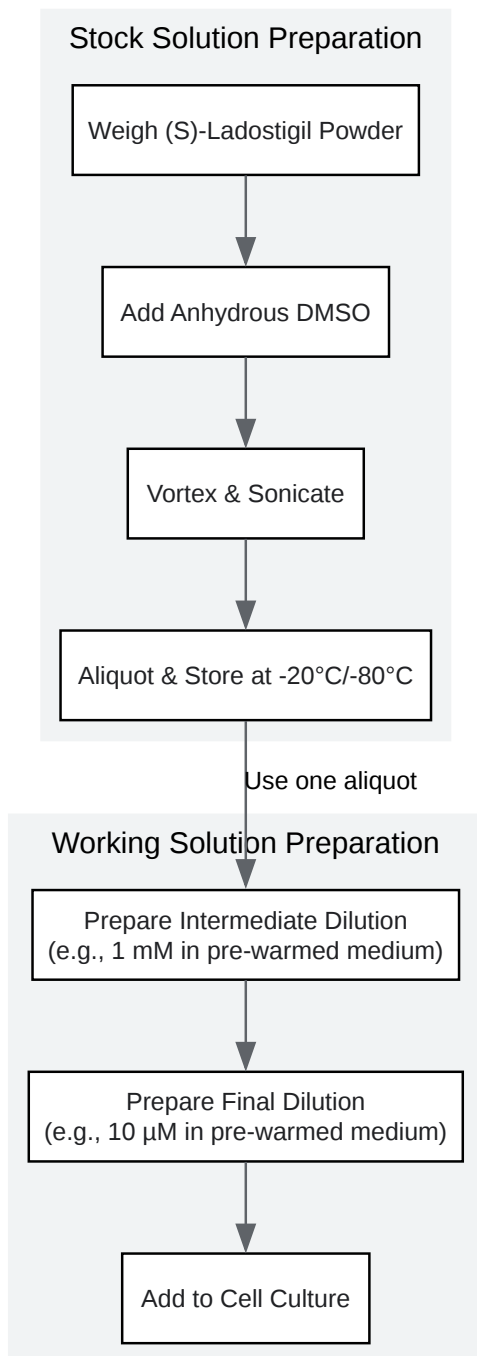 Stock Solution Preparation
Weigh (S)-Ladostigil Powder
Add Anhydrous DMSO
Vortex & Sonicate
Aliquot & Store at -20°C/-80°C
Use one aliquot
Working Solution Preparation
Prepare Intermediate Dilution
(e.g., 1 mM in pre-warmed medium)
Prepare Final Dilution
(e.g., 10 µM in pre-warmed medium)
Add to Cell Culture